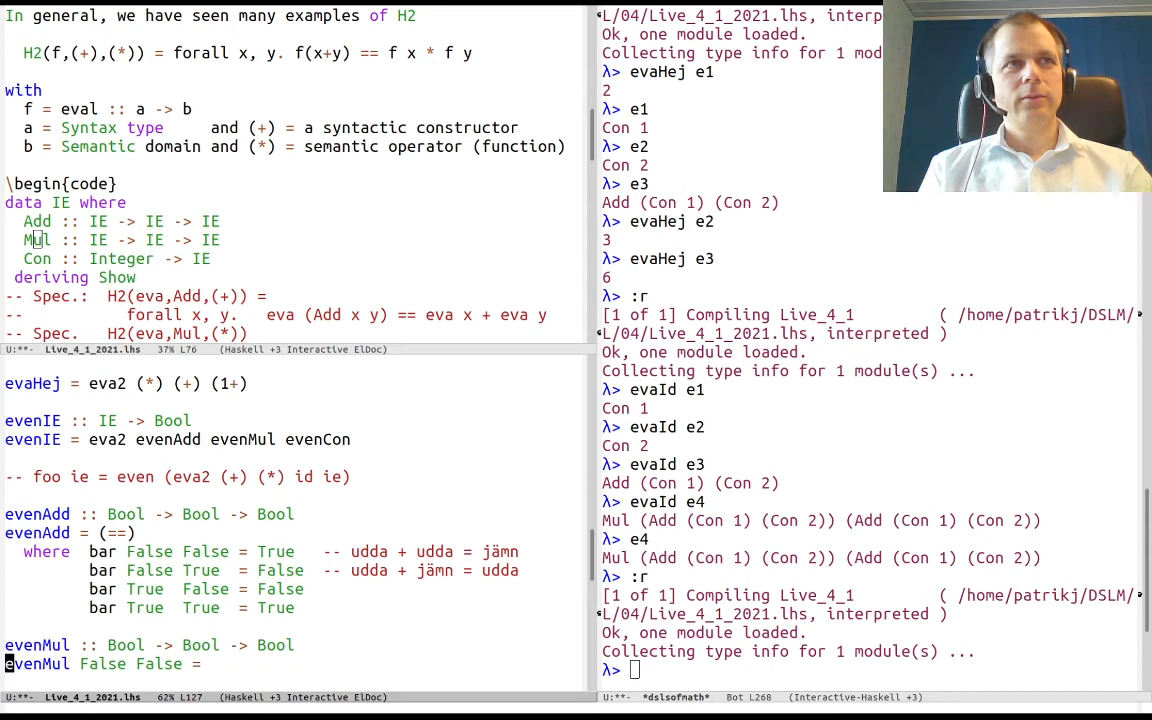 In general, we have seen many examples of H2
H2(f,(+),(*)) = forall x, y. f(x+y) == f x * f y
with
f = eval :: a -> b
a = Syntax type     and (+) = a syntactic constructor
b = Semantic domain and (*) = semantic operator (function)
\begin{code}
data IE where
Add :: IE -> IE -> IE
Mul :: IE -> IE -> IE
Con :: Integer -> IE
deriving Show
-- Spec.:  H2(eva,Add,(+)) =
--           forall x, y.   eva (Add x y) == eva x + eva y
-- Spec.   H2(eva,Mul,(*))
U:**-  Live_4_1_2021.lhs   37% L76    (Haskell +3 Interactive ElDoc)
evaHej = eva2 (*) (+) (1+)
evenIE :: IE -> Bool
evenIE = eva2 evenAdd evenMul evenCon
-- foo ie = even (eva2 (+) (*) id ie)
evenAdd :: Bool -> Bool -> Bool
evenAdd = (==)
where  bar False False = True   -- udda + udda = jämn
bar False True  = False  -- udda + jämn = udda
bar True  False = False
bar True  True  = True
evenMul :: Bool -> Bool -> Bool
evenMul False False =
U:**-  Live_4_1_2021.lhs   62% L127   (Haskell +3 Interactive ElDoc)
L/04/Live_4_1_2021.lhs, interp
Ok, one module loaded.
Collecting type info for 1 mod
λ> evaHej e1
2
λ> e1
Con 1
λ> e2
Con 2
λ> e3
Add (Con 1) (Con 2)
λ> evaHej e2
3
λ> evaHej e3
6
λ> :r
[1 of 1] Compiling Live_4_1         ( /home/patrikj/DSLM/
L/04/Live_4_1_2021.lhs, interpreted )
Ok, one module loaded.
Collecting type info for 1 module(s) ...
λ> evaId e1
Con 1
λ> evaId e2
Con 2
λ> evaId e3
Add (Con 1) (Con 2)
λ> evaId e4
Mul (Add (Con 1) (Con 2)) (Add (Con 1) (Con 2))
λ> e4
Mul (Add (Con 1) (Con 2)) (Add (Con 1) (Con 2))
λ> :r
[1 of 1] Compiling Live_4_1         ( /home/patrikj/DSLM/
L/04/Live_4_1_2021.lhs, interpreted )
Ok, one module loaded.
Collecting type info for 1 module(s) ...
λ>
U:**-  *dslsofmath*   Bot L268   (Interactive-Haskell +3)